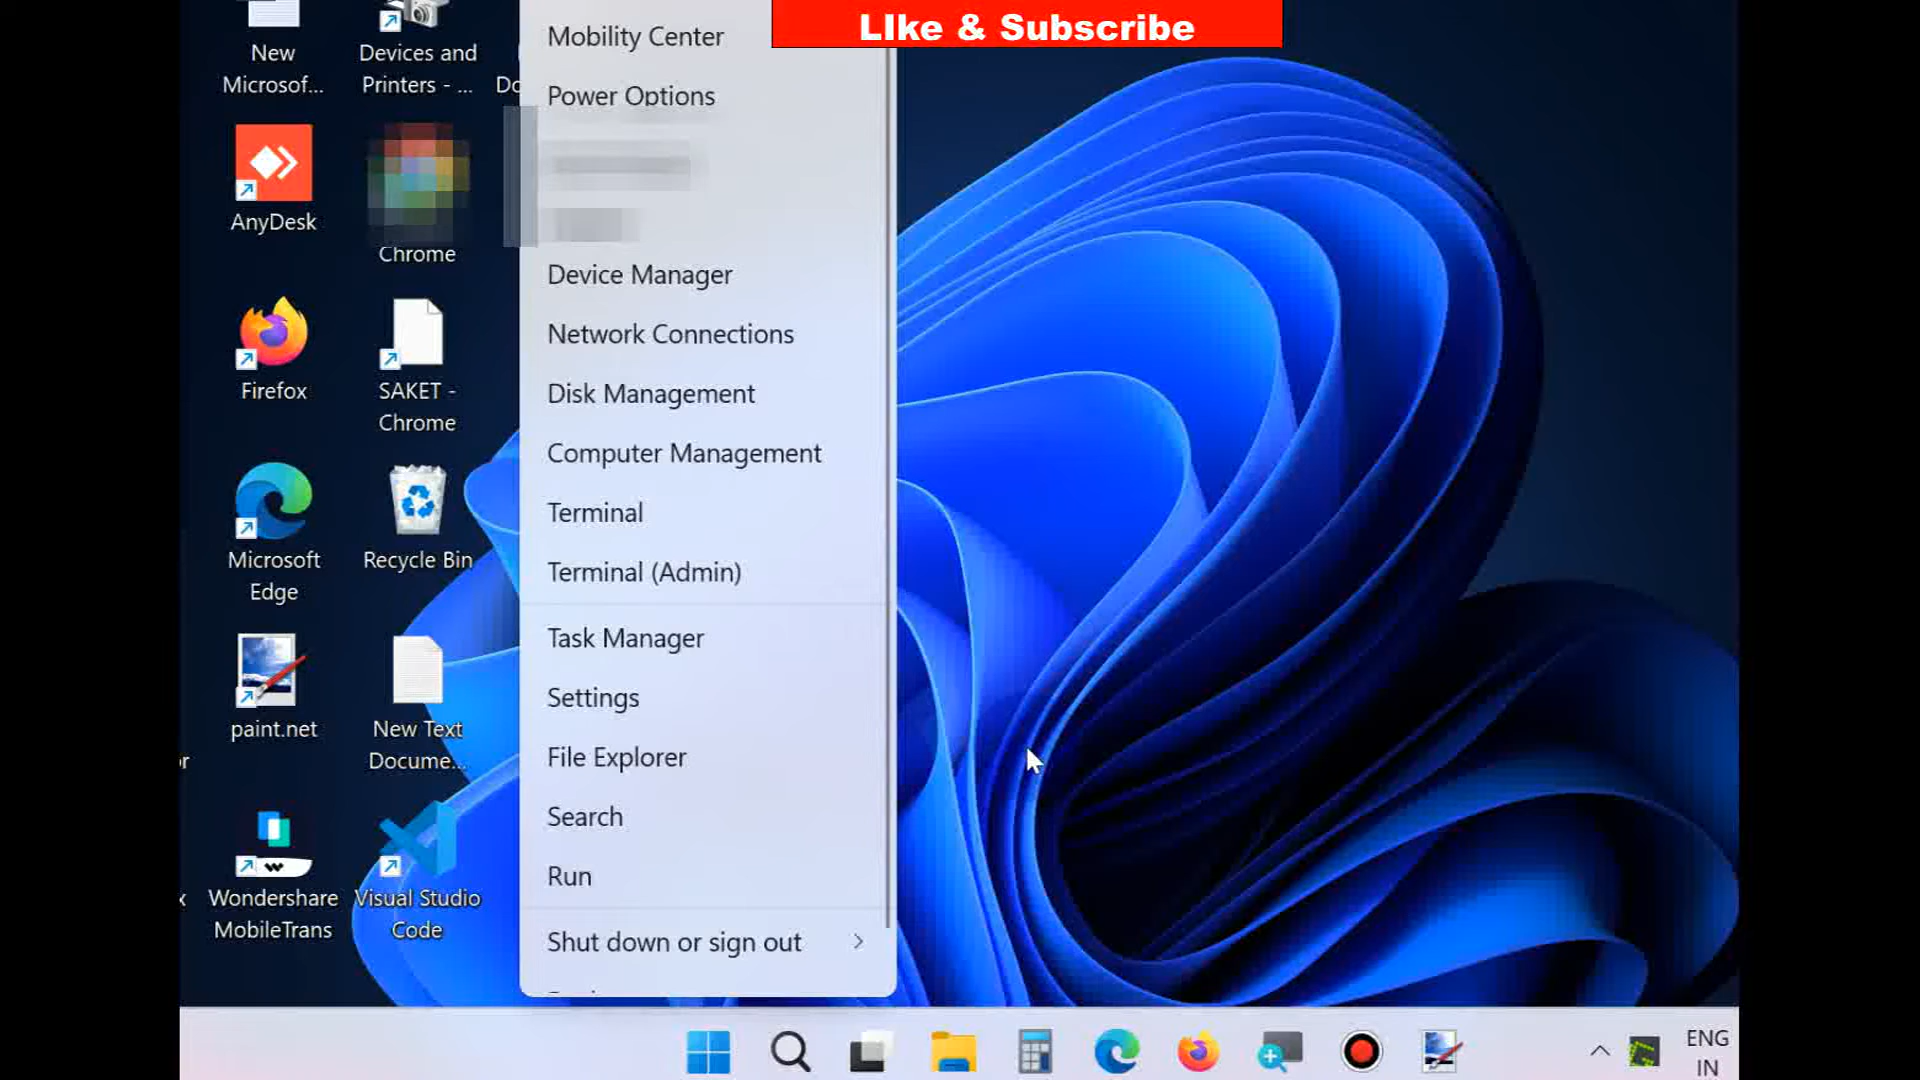 LIke & Subscribe
New
Microsof...
Devices and
Printers - ...
AnyDesk
Chrome
Firefox
SAKET -
Chrome
Microsoft
Edge
Recycle Bin
paint.net
New Text
Docume...
Wondershare
MobileTrans
Visual Studio
Code
Mobility Center
Power Options
Device Manager
Network Connections
Disk Management
Computer Management
Terminal
Terminal (Admin)
Task Manager
Settings
File Explorer
Search
Run
Shut down or sign out
ENG
IN